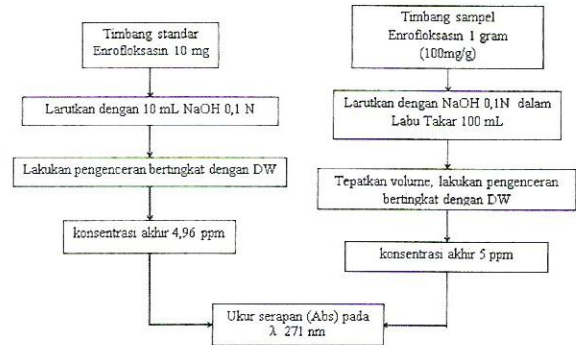 Timbang standar
Enrofloksasin 10 mg
Larutkan dengan 10 mL NaOH 0,1 N
Lakukan pengenceran bertingkat dengan DW
konsentrasi akhir 4,96 ppm
Timbang sampel
Enrofloksasin 1 gram
(100mg/g)
Larutkan dengan NaOH 0,1N dalam
Labu Takar 100 mL
Tepatkan volume, lakukan pengenceran
bertingkat dengan DW
konsentrasi akhir 5 ppm
Ukur serapan (Abs) pada
λ 271 nm